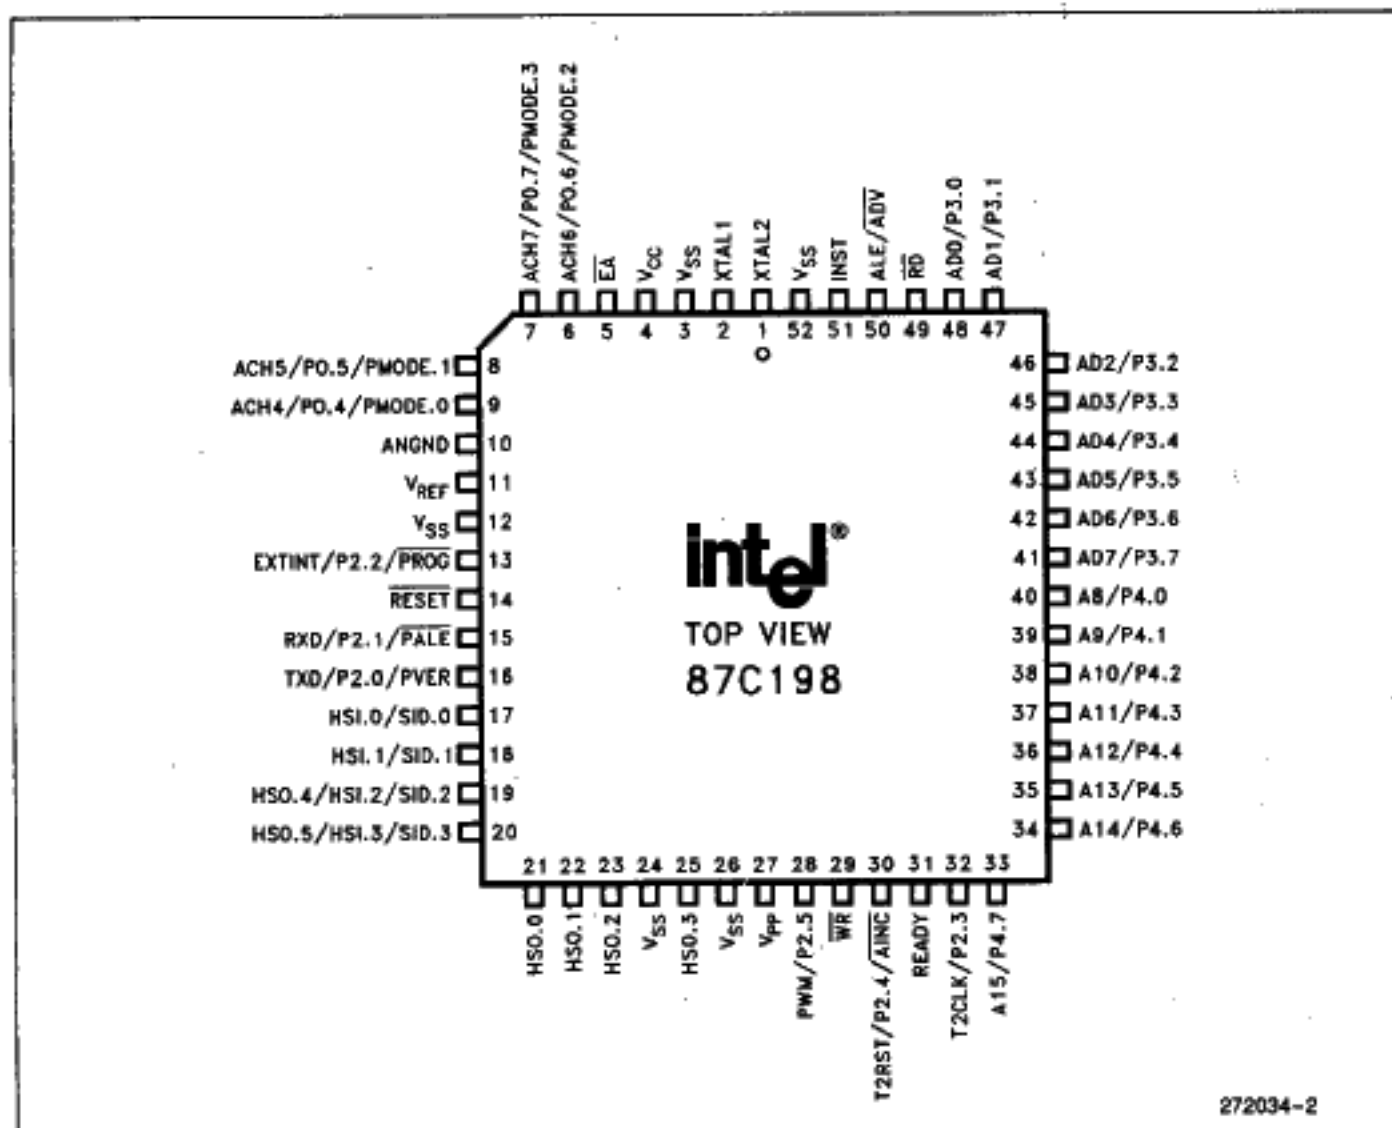 ACH7/P0.7/PMODE.3
ACH6/P0.6/PMODE.2
EA
VCC
VSS
XTAL1
XTAL2
VSS
INST
ALE/ADV
RD
AD0/P3.0
AD1/P3.1
7 6 5 4 3 2 1 52 51 50 49 48 47
ACH5/P0.5/PMODE.1 8
ACH4/P0.4/PMODE.0 9
ANGND 10
VREF 11
VSS 12
EXTINT/P2.2/PROG 13
RESET 14
RXD/P2.1/PALE 15
TXD/P2.0/PVER 16
HSI.0/SID.0 17
HSI.1/SID.1 18
HSO.4/HSI.2/SID.2 19
HSO.5/HSI.3/SID.3 20
intel®
TOP VIEW
87C198
46 AD2/P3.2
45 AD3/P3.3
44 AD4/P3.4
43 AD5/P3.5
42 AD6/P3.6
41 AD7/P3.7
40 A8/P4.0
39 A9/P4.1
38 A10/P4.2
37 A11/P4.3
36 A12/P4.4
35 A13/P4.5
34 A14/P4.6
21 22 23 24 25 26 27 28 29 30 31 32 33
HSO.0
HSO.1
HSO.2
VSS
HSO.3
VSS
VPP
PWM/P2.5
WR
T2RST/P2.4/AINC
READY
T2CLK/P2.3
A15/P4.7
272034-2